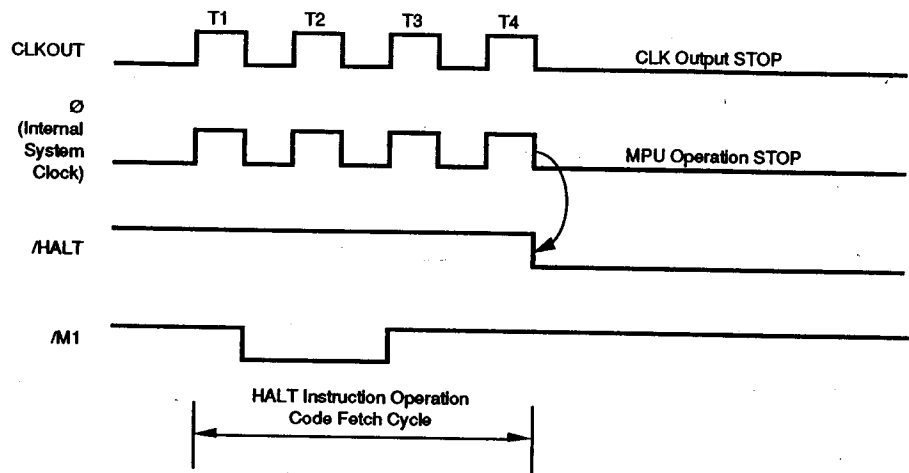 T1 T2 T3 T4
CLKOUT
CLK Output STOP
Ø
(Internal
System
Clock)
MPU Operation STOP
/HALT
/M1
HALT Instruction Operation
Code Fetch Cycle